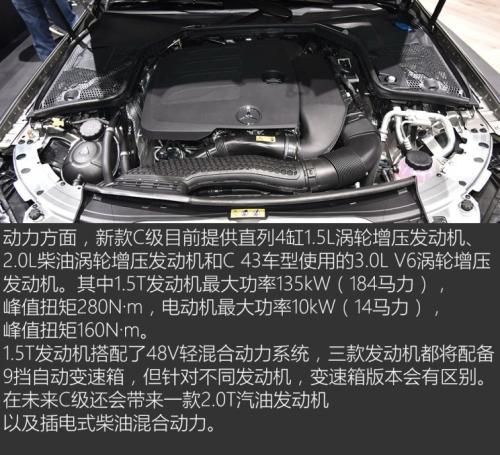 动力方面，新款C级目前提供直列4缸1.5L涡轮增压发动机、
2.0L柴油涡轮增压发动机和C 43车型使用的3.0L V6涡轮增压
发动机。其中1.5T发动机最大功率135kW（184马力），
峰值扭矩280N·m，电动机最大功率10kW（14马力），
峰值扭矩160N·m。
1.5T发动机搭配了48V轻混合动力系统，三款发动机都将配备
9挡自动变速箱，但针对不同发动机，变速箱版本会有区别。
在未来C级还会带来一款2.0T汽油发动机
以及插电式柴油混合动力。